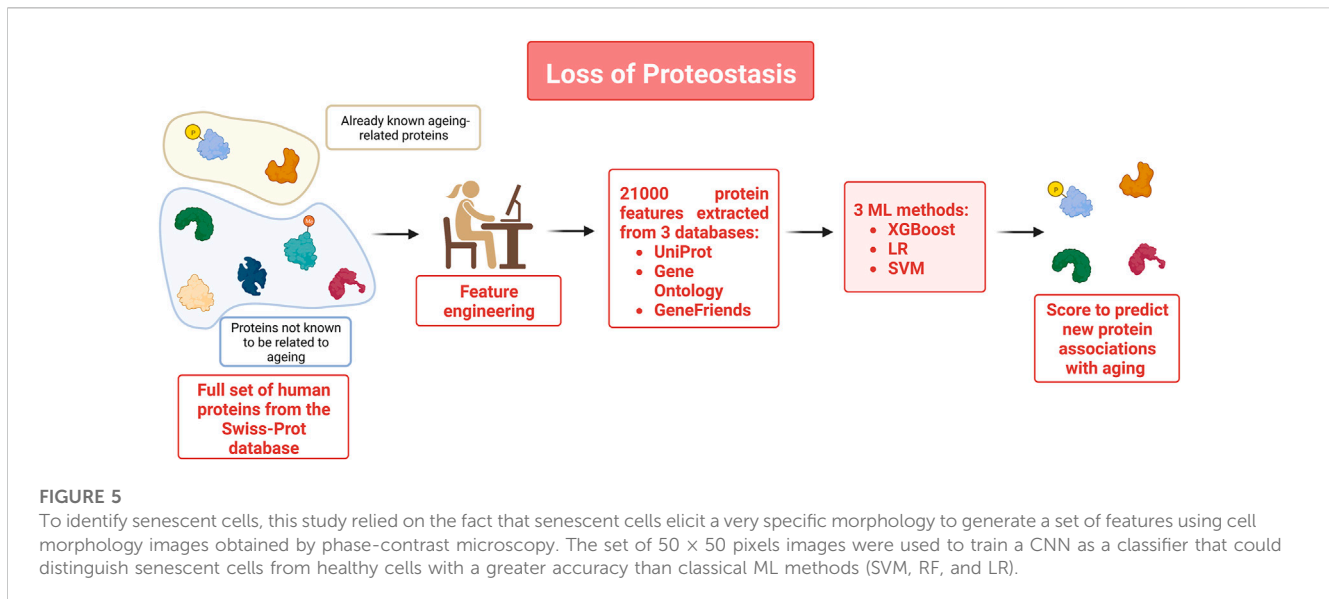 Loss of Proteostasis
Already known ageing-
related proteins
P
Me
Proteins not known
to be related to
ageing
Full set of human
proteins from the
Swiss-Prot
database
Feature
engineering
21000 protein
features extracted
from 3 databases:
• UniProt
• Gene
Ontology
• GeneFriends
3 ML methods:
• XGBoost
• LR
• SVM
P
Score to predict
new protein
associations
with aging
FIGURE 5
To identify senescent cells, this study relied on the fact that senescent cells elicit a very specific morphology to generate a set of features using cell
morphology images obtained by phase-contrast microscopy. The set of 50 × 50 pixels images were used to train a CNN as a classifier that could
distinguish senescent cells from healthy cells with a greater accuracy than classical ML methods (SVM, RF, and LR).